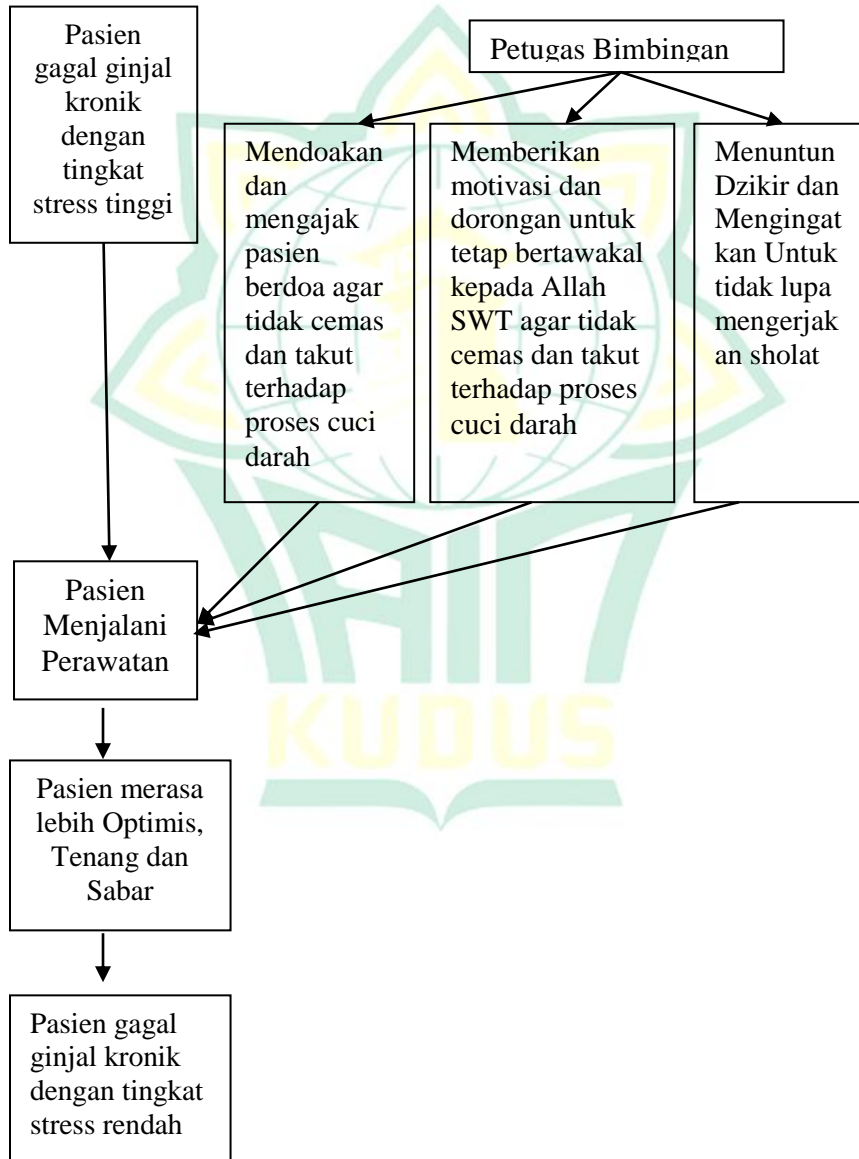 Pasien
gagal ginjal
kronik
dengan
tingkat
stress tinggi
Petugas Bimbingan
Mendoakan
dan
mengajak
pasien
berdoa agar
tidak cemas
dan takut
terhadap
proses cuci
darah
Memberikan
motivasi dan
dorongan untuk
tetap bertawakal
kepada Allah
SWT agar tidak
cemas dan takut
terhadap proses
cuci darah
Menuntun
Dzikir dan
Mengingat
kan Untuk
tidak lupa
mengerjak
an sholat
Pasien
Menjalani
Perawatan
Pasien merasa
lebih Optimis,
Tenang dan
Sabar
Pasien gagal
ginjal kronik
dengan tingkat
stress rendah
IAIN
KUDUS